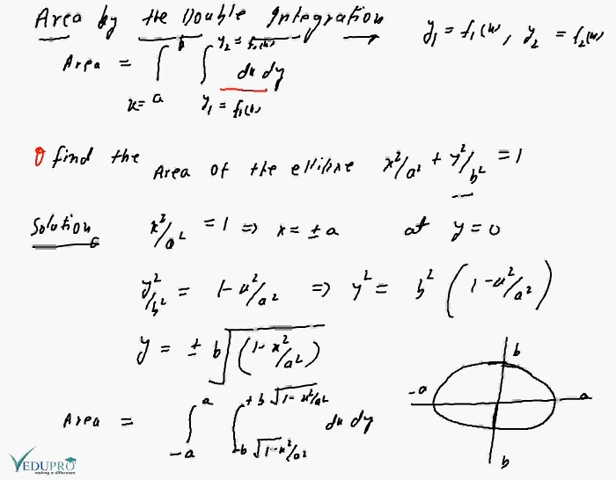 Area by the Double Integration
y₁ = f₁(x), y₂ = f₂(x)
Area = ∫_{x=a}^{b} ∫_{y₁=f₁(x)}^{y₂=f₂(x)} dx dy
find the Area of the ellipse x²/a² + y²/b² = 1
Solution x²/a² = 1 ⇒ x = ± a at y = 0
y²/b² = 1 - x²/a² ⇒ y² = b² (1 - x²/a²)
y = ± b √(1 - x²/a²)
Area = ∫_{-a}^{a} ∫_{-b√(1-x²/a²)}^{+b√(1-x²/a²)} dx dy
b
-a a
b
VEDUPRO
making a difference